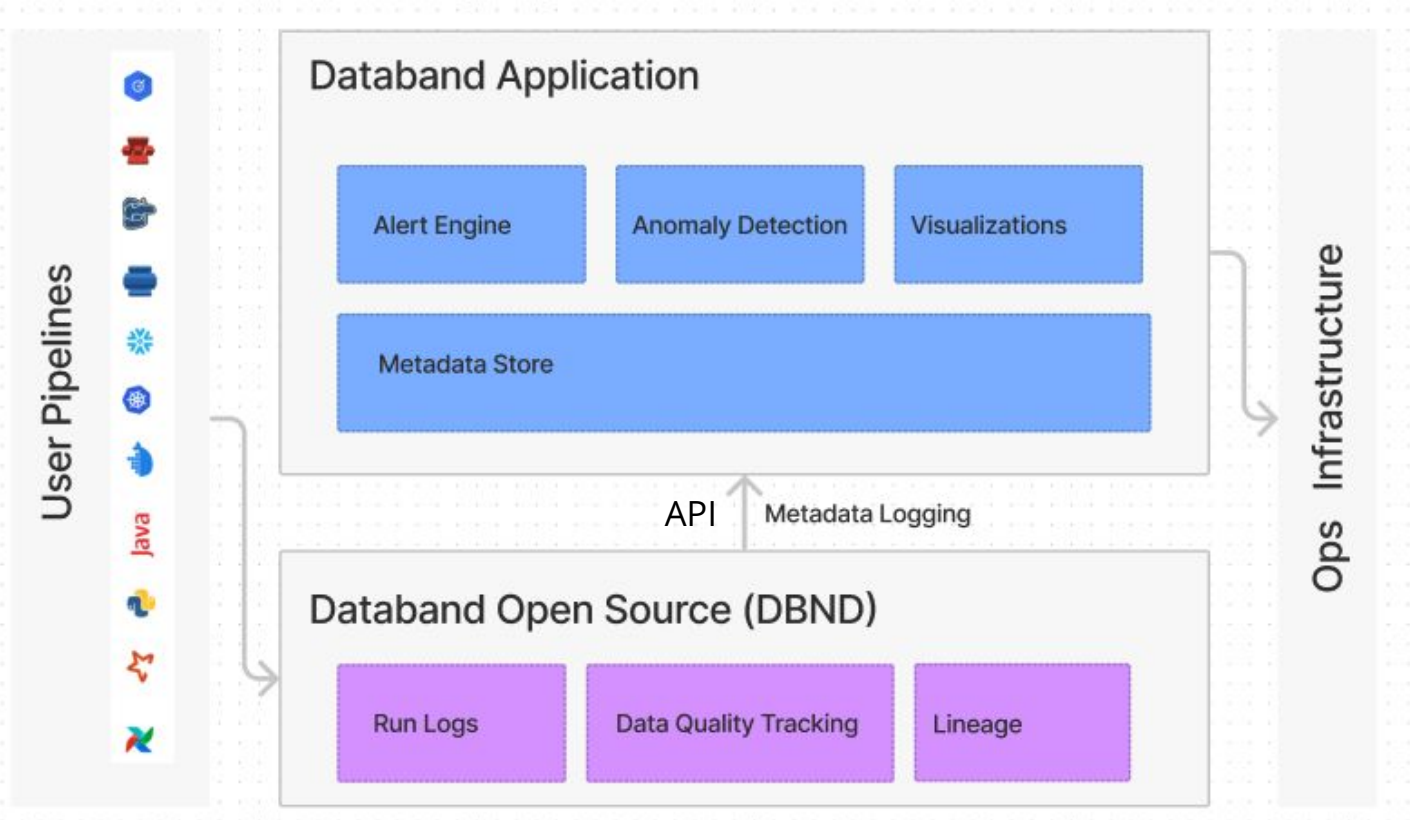 User Pipelines
Java
Databand Application
Alert Engine
Anomaly Detection
Visualizations
Metadata Store
API
Metadata Logging
Databand Open Source (DBND)
Run Logs
Data Quality Tracking
Lineage
Ops Infrastructure